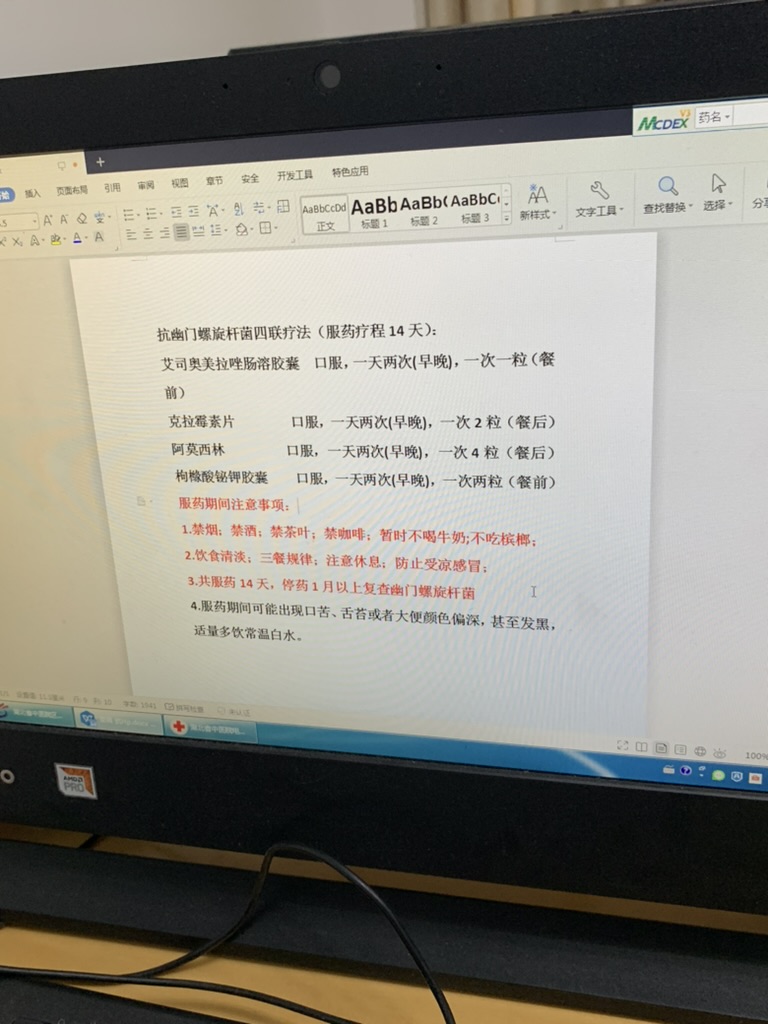 MCDEX V3 药名
插入 页面布局 引用 审阅 视图 章节 安全 开发工具 特色应用
AaBbCcDd AaBb AaBb( AaBbC
正文 标题 1 标题 2 标题 3 新样式 文字工具 查找替换 选择
抗幽门螺旋杆菌四联疗法（服药疗程 14 天）：
艾司奥美拉唑肠溶胶囊 口服，一天两次(早晚)，一次一粒（餐
前）
克拉霉素片 口服，一天两次(早晚)，一次 2 粒（餐后）
阿莫西林 口服，一天两次(早晚)，一次 4 粒（餐后）
枸橼酸铋钾胶囊 口服，一天两次(早晚)，一次两粒（餐前）
服药期间注意事项：
1.禁烟；禁酒；禁茶叶；禁咖啡；暂时不喝牛奶;不吃槟榔；
2.饮食清淡；三餐规律；注意休息；防止受凉感冒；
3.共服药 14 天，停药 1 月以上复查幽门螺旋杆菌
4.服药期间可能出现口苦、舌苔或者大便颜色偏深，甚至发黑，
适量多饮常温白水。
拼写检查 未认证
100%
AMD
PRO